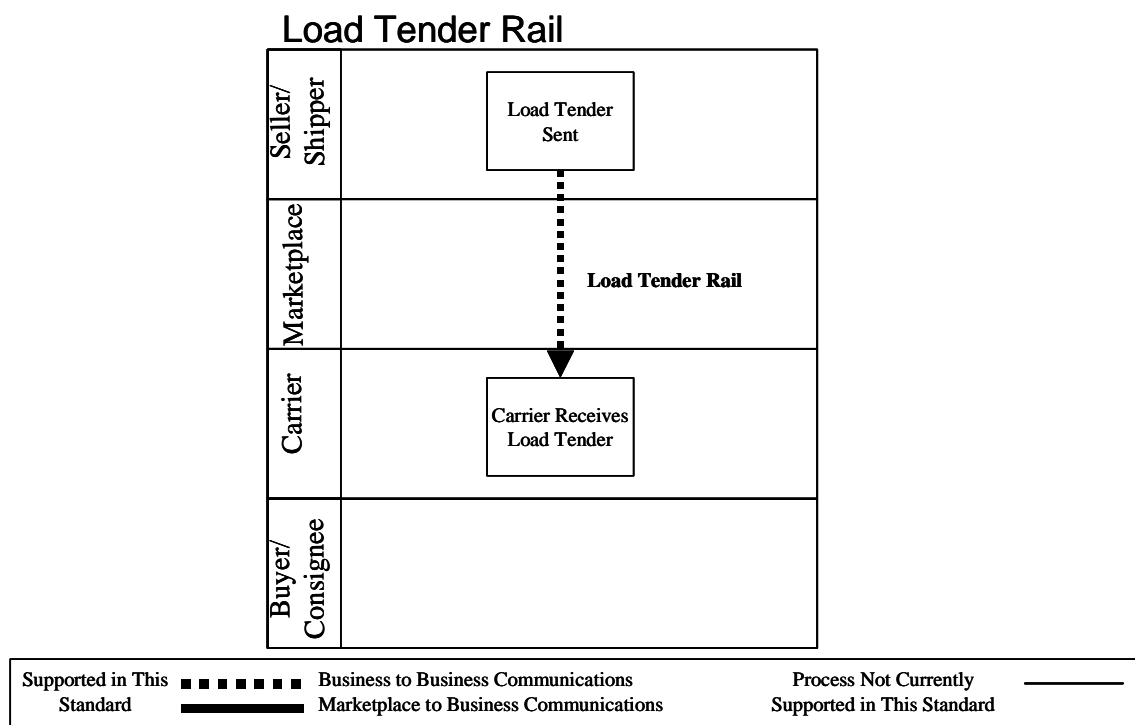 Load Tender Rail
Seller/
Shipper
Load Tender
Sent
Marketplace
Load Tender Rail
Carrier
Carrier Receives
Load Tender
Buyer/
Consignee
Supported in This
Standard
Business to Business Communications
Marketplace to Business Communications
Process Not Currently
Supported in This Standard